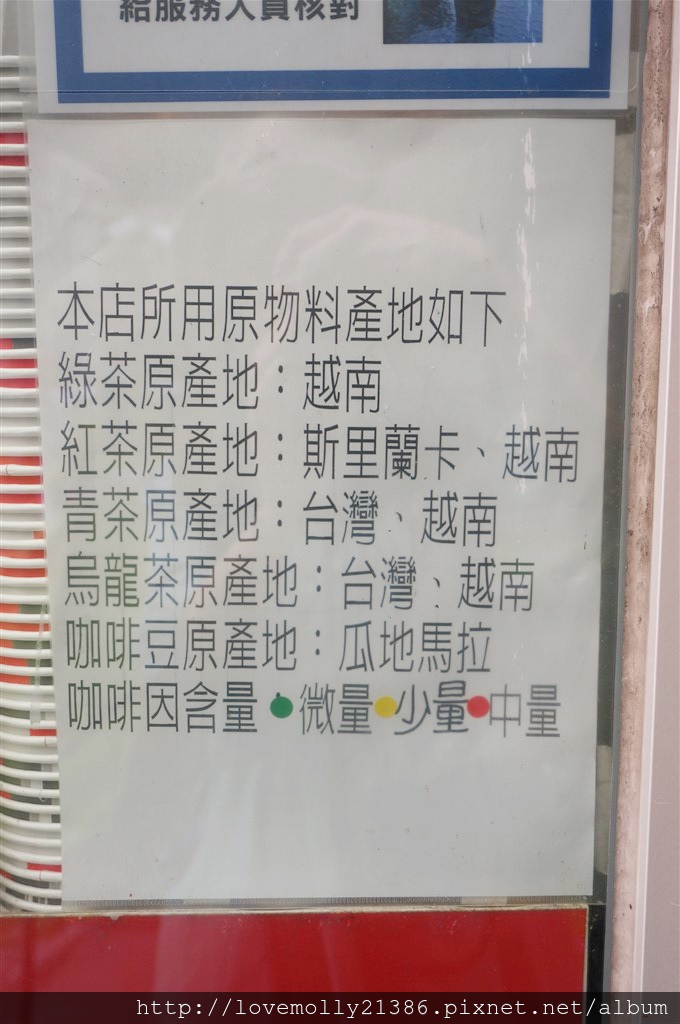 給服務人員核對
本店所用原物料產地如下
綠茶原產地：越南
紅茶原產地：斯里蘭卡、越南
青茶原產地：台灣、越南
烏龍茶原產地：台灣、越南
咖啡豆原產地：瓜地馬拉
咖啡因含量●微量●少量●中量
http://lovemolly21386.pixnet.net/album